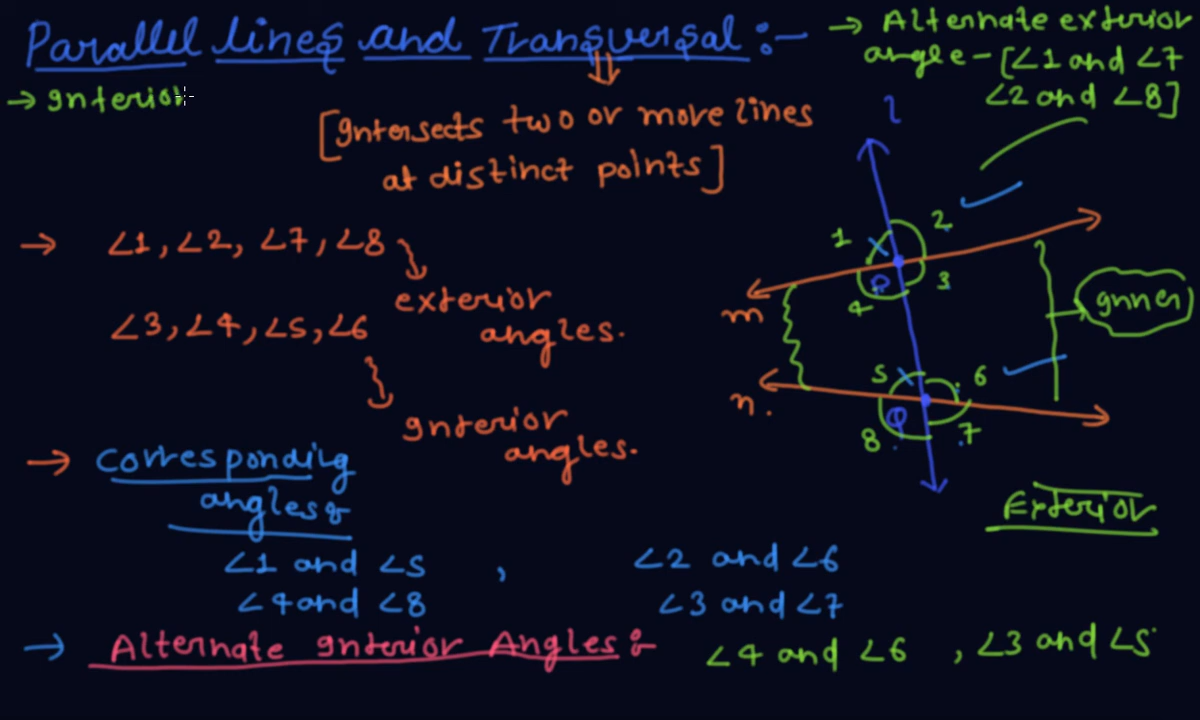 Parallel lines and Transversal :-
→ Alternate exterior
angle - [∠1 and ∠7
∠2 and ∠8]
→ Interior
[Intersects two or more lines
at distinct points]
→ ∠1, ∠2, ∠7, ∠8
exterior
angles.
∠3, ∠4, ∠5, ∠6
Interior
angles.
l
1
2
3
4
P
m
Inner
5
6
n.
Q
8
7
Exterior
→ Corresponding
angles:
∠1 and ∠5 , ∠2 and ∠6
∠4 and ∠8 ∠3 and ∠7
→ Alternate Interior Angles:- ∠4 and ∠6 , ∠3 and ∠5